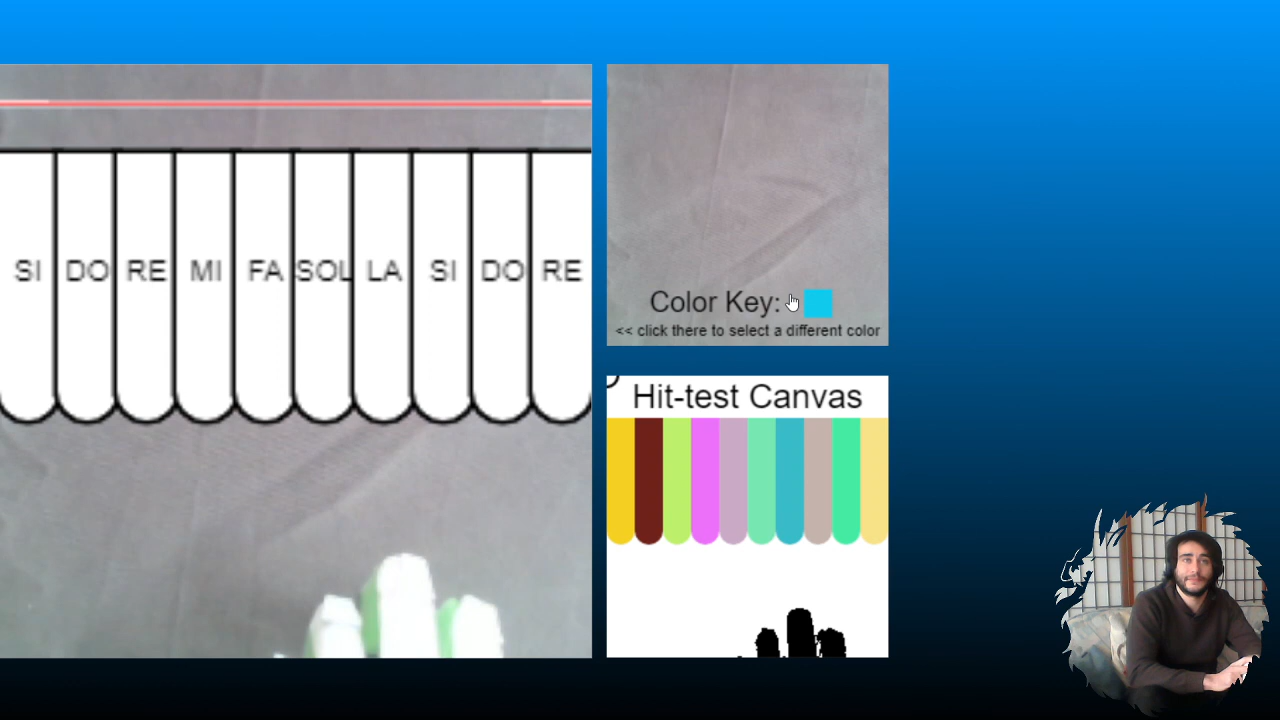 SI DO RE MI FA SOL LA SI DO RE
Color Key:
<< click there to select a different color
Hit-test Canvas